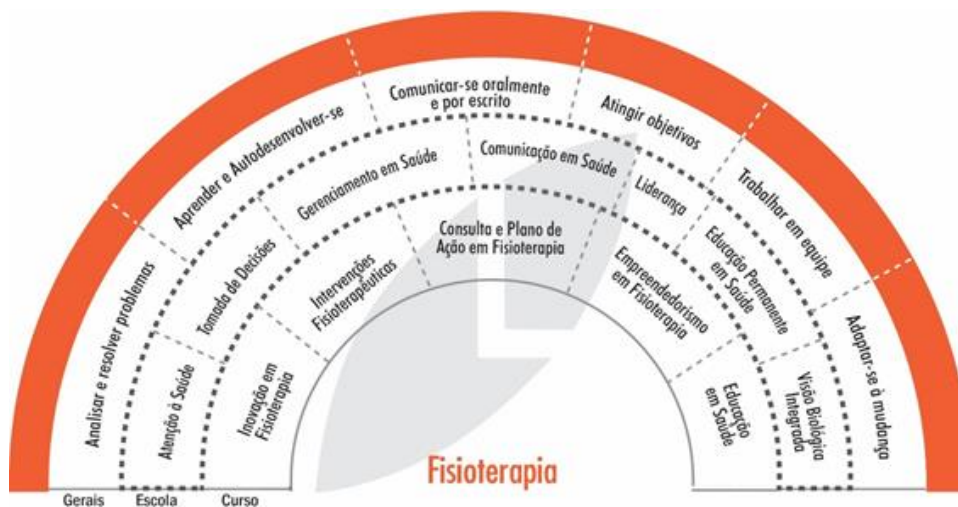 Analisar e resolver problemas
Aprender e Autodesenvolver-se
Comunicar-se oralmente
e por escrito
Atingir objetivos
Trabalhar em equipe
Adaptar-se à mudança
Atenção à Saúde
Tomada de Decisões
Gerenciamento em Saúde
Comunicação em Saúde
Liderança
Educação Permanente
em Saúde
Visão Biológica
Integrada
Inovação em
Fisioterapia
Intervenções
Fisioterapêuticas
Consulta e Plano de
Ação em Fisioterapia
Empreendedorismo
em Fisioterapia
Educação
em Saúde
Fisioterapia
Gerais
Escola
Curso